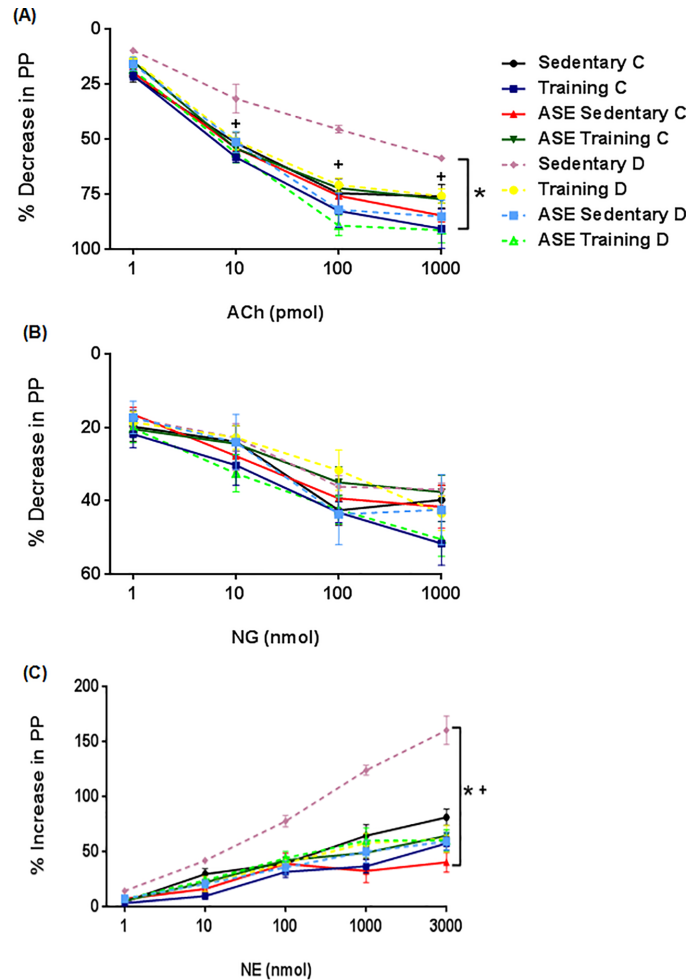 (A)
% Decrease in PP
0
25
50
75
100
+
+
+
*
1
10
100
1000
ACh (pmol)
Sedentary C
Training C
ASE Sedentary C
ASE Training C
Sedentary D
Training D
ASE Sedentary D
ASE Training D
(B)
% Decrease in PP
0
20
40
60
1
10
100
1000
NG (nmol)
(C)
% Increase in PP
200
150
100
50
0
* +
1
10
100
1000
3000
NE (nmol)